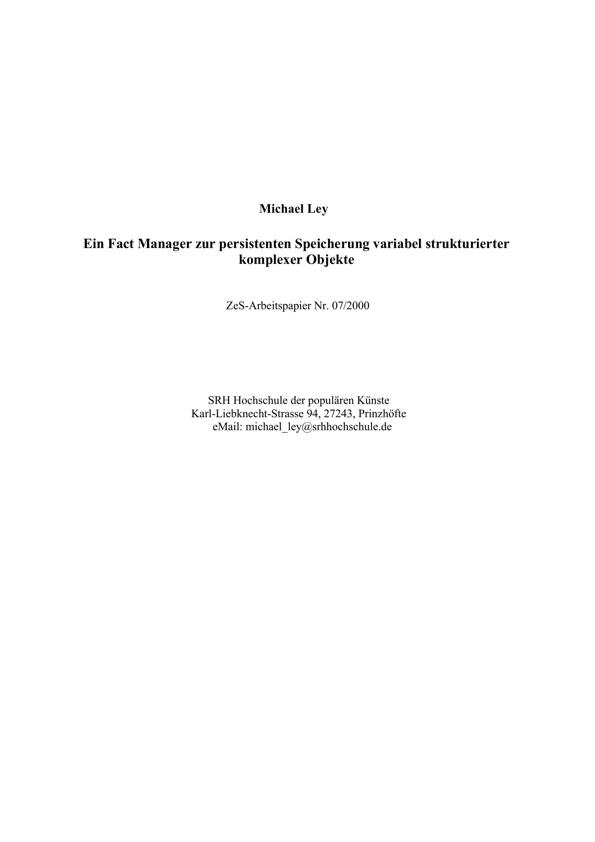 Michael Ley
Ein Fact Manager zur persistenten Speicherung variabel strukturierter
komplexer Objekte
ZeS-Arbeitspapier Nr. 07/2000
SRH Hochschule der populären Künste
Karl-Liebknecht-Strasse 94, 27243, Prinzhöfte
eMail: michael_ley@srhhochschule.de